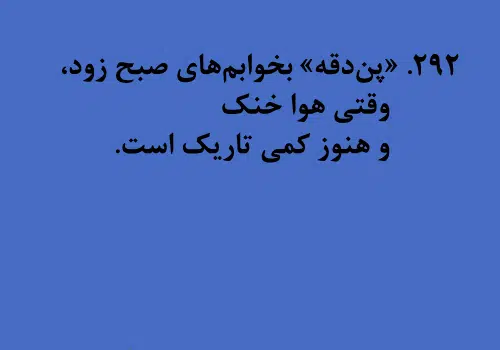 ۲۹۲. «پن‌دقه» بخوابم‌های صبح زود،
وقتی هوا خنک
و هنوز کمی تاریک است.